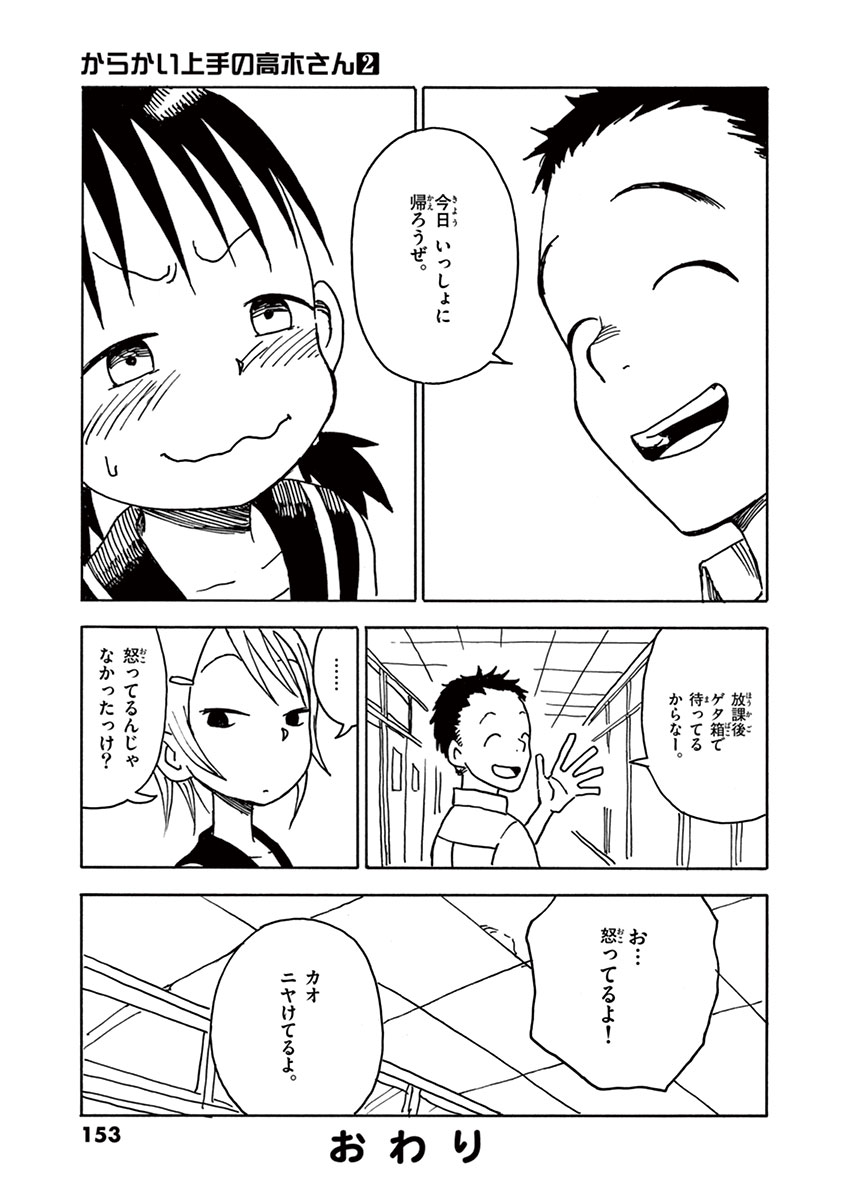 からかい上手の高木さん2
今日 いっしょに
帰ろうぜ。
放課後
ゲタ箱で
待ってる
からなー。
……
怒ってるんじゃ
なかったっけ?
お…
怒ってるよ!
カオ
ニヤけてるよ。
153
おわり